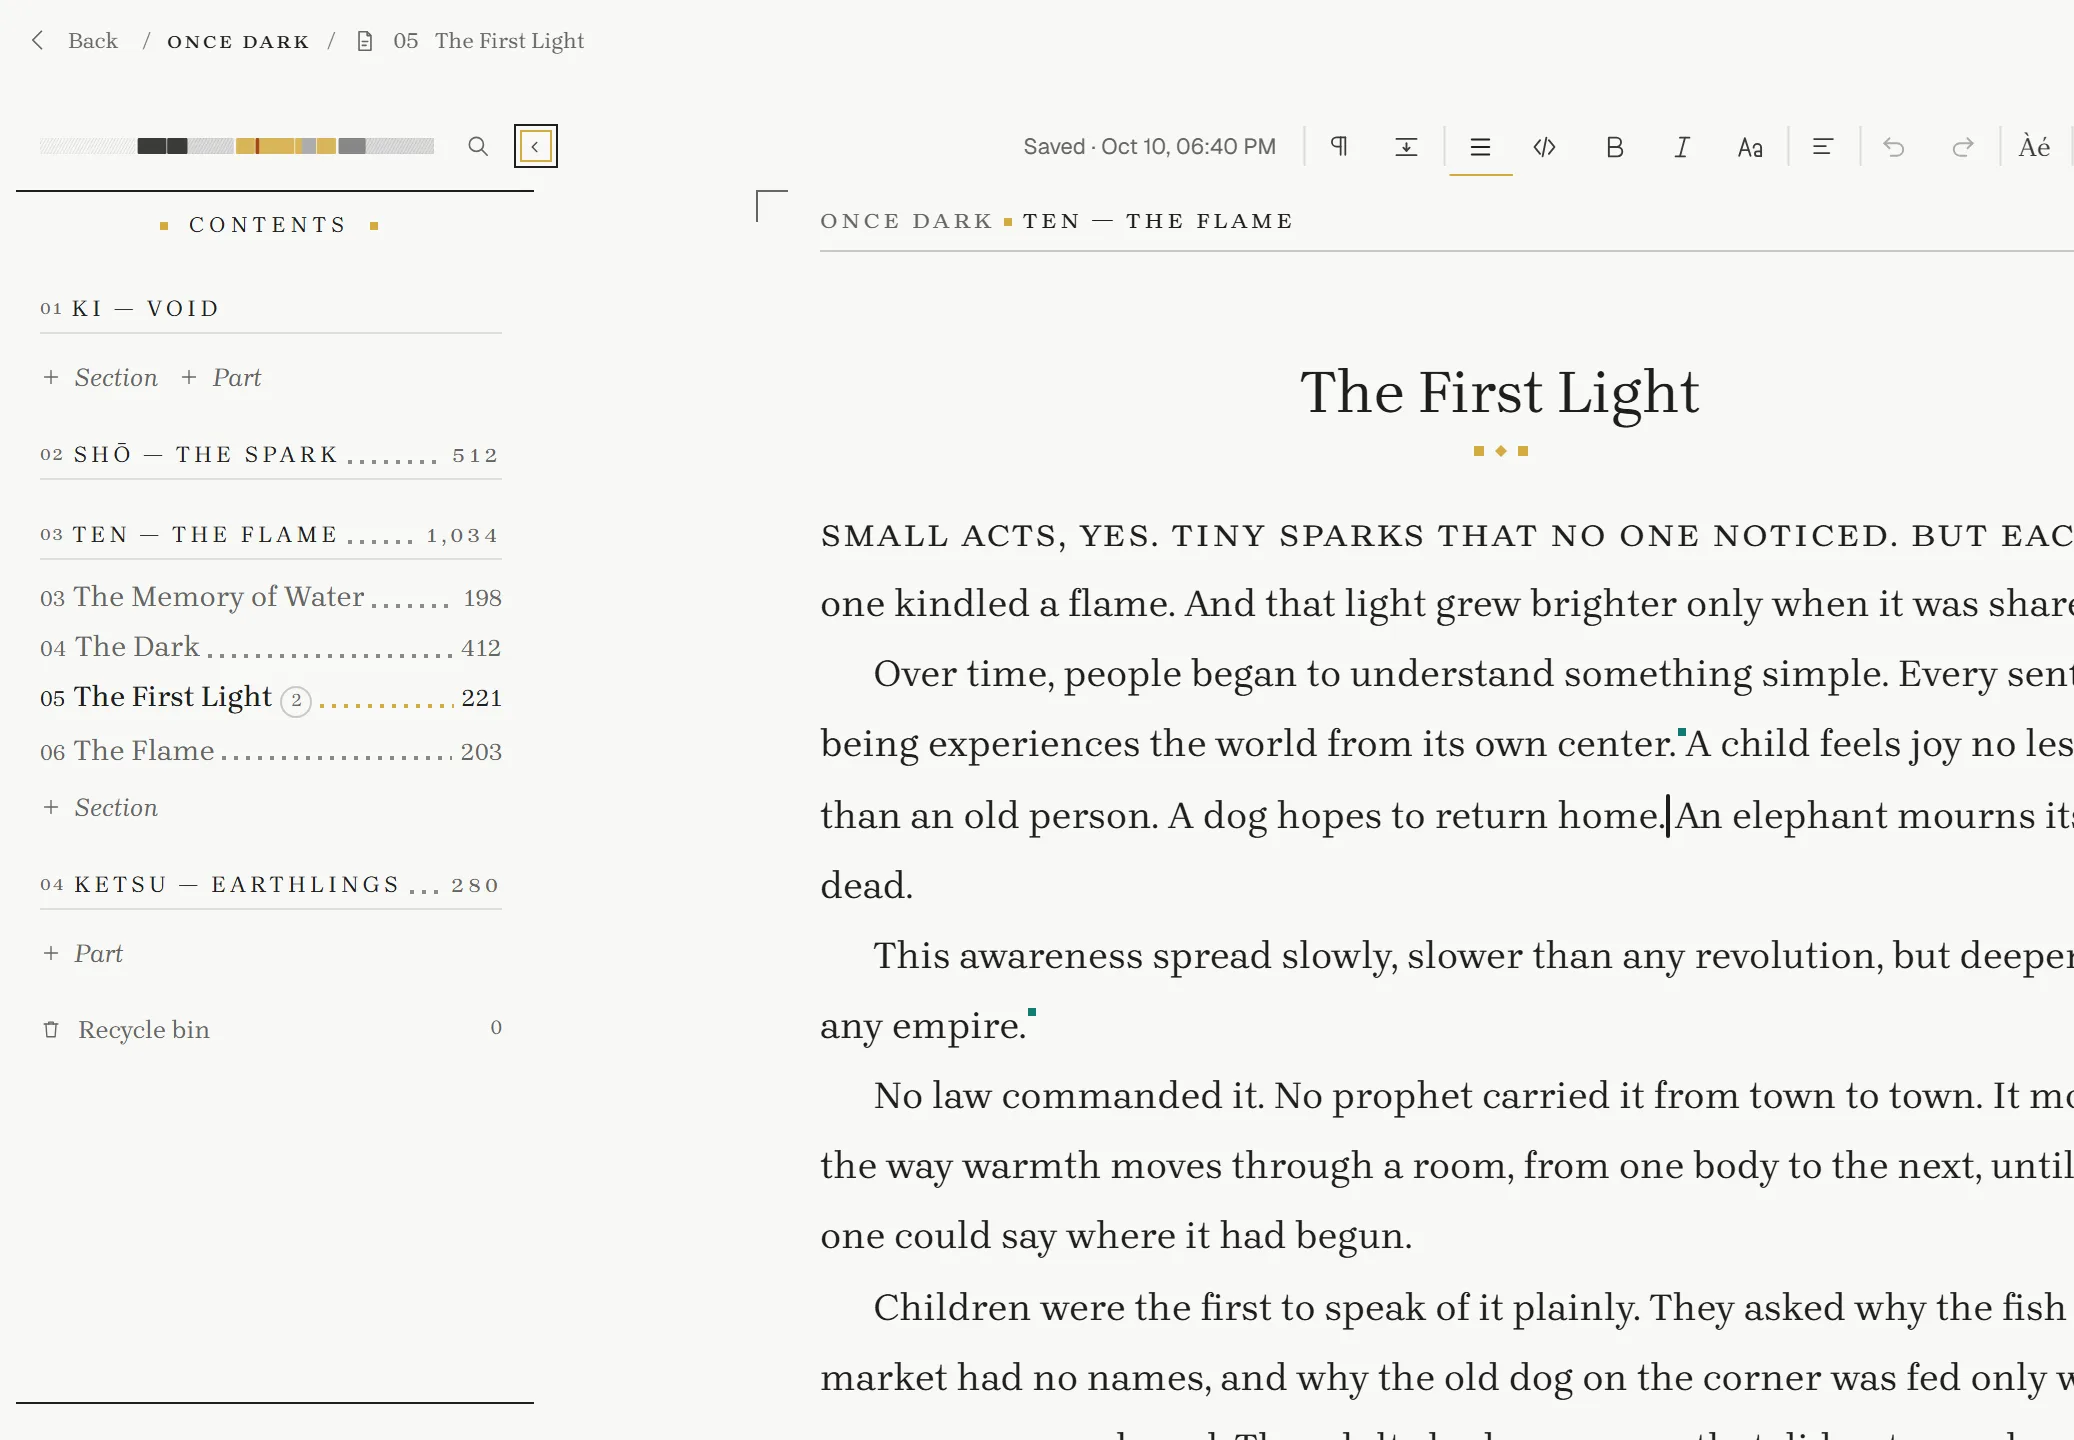 Back / ONCE DARK / 05 The First Light
Saved · Oct 10, 06:40 PM
B I Aa Àé
CONTENTS
01 KI — VOID
+ Section + Part
02 SHŌ — THE SPARK 512
03 TEN — THE FLAME 1,034
03 The Memory of Water 198
04 The Dark 412
05 The First Light 2 221
06 The Flame 203
+ Section
04 KETSU — EARTHLINGS 280
+ Part
Recycle bin 0
ONCE DARK ▪ TEN — THE FLAME
The First Light
SMALL ACTS, YES. TINY SPARKS THAT NO ONE NOTICED. BUT EAC
one kindled a flame. And that light grew brighter only when it was share
Over time, people began to understand something simple. Every sent
being experiences the world from its own center. A child feels joy no les
than an old person. A dog hopes to return home. An elephant mourns its
dead.
This awareness spread slowly, slower than any revolution, but deeper
any empire.
No law commanded it. No prophet carried it from town to town. It mo
the way warmth moves through a room, from one body to the next, until
one could say where it had begun.
Children were the first to speak of it plainly. They asked why the fish
market had no names, and why the old dog on the corner was fed only w